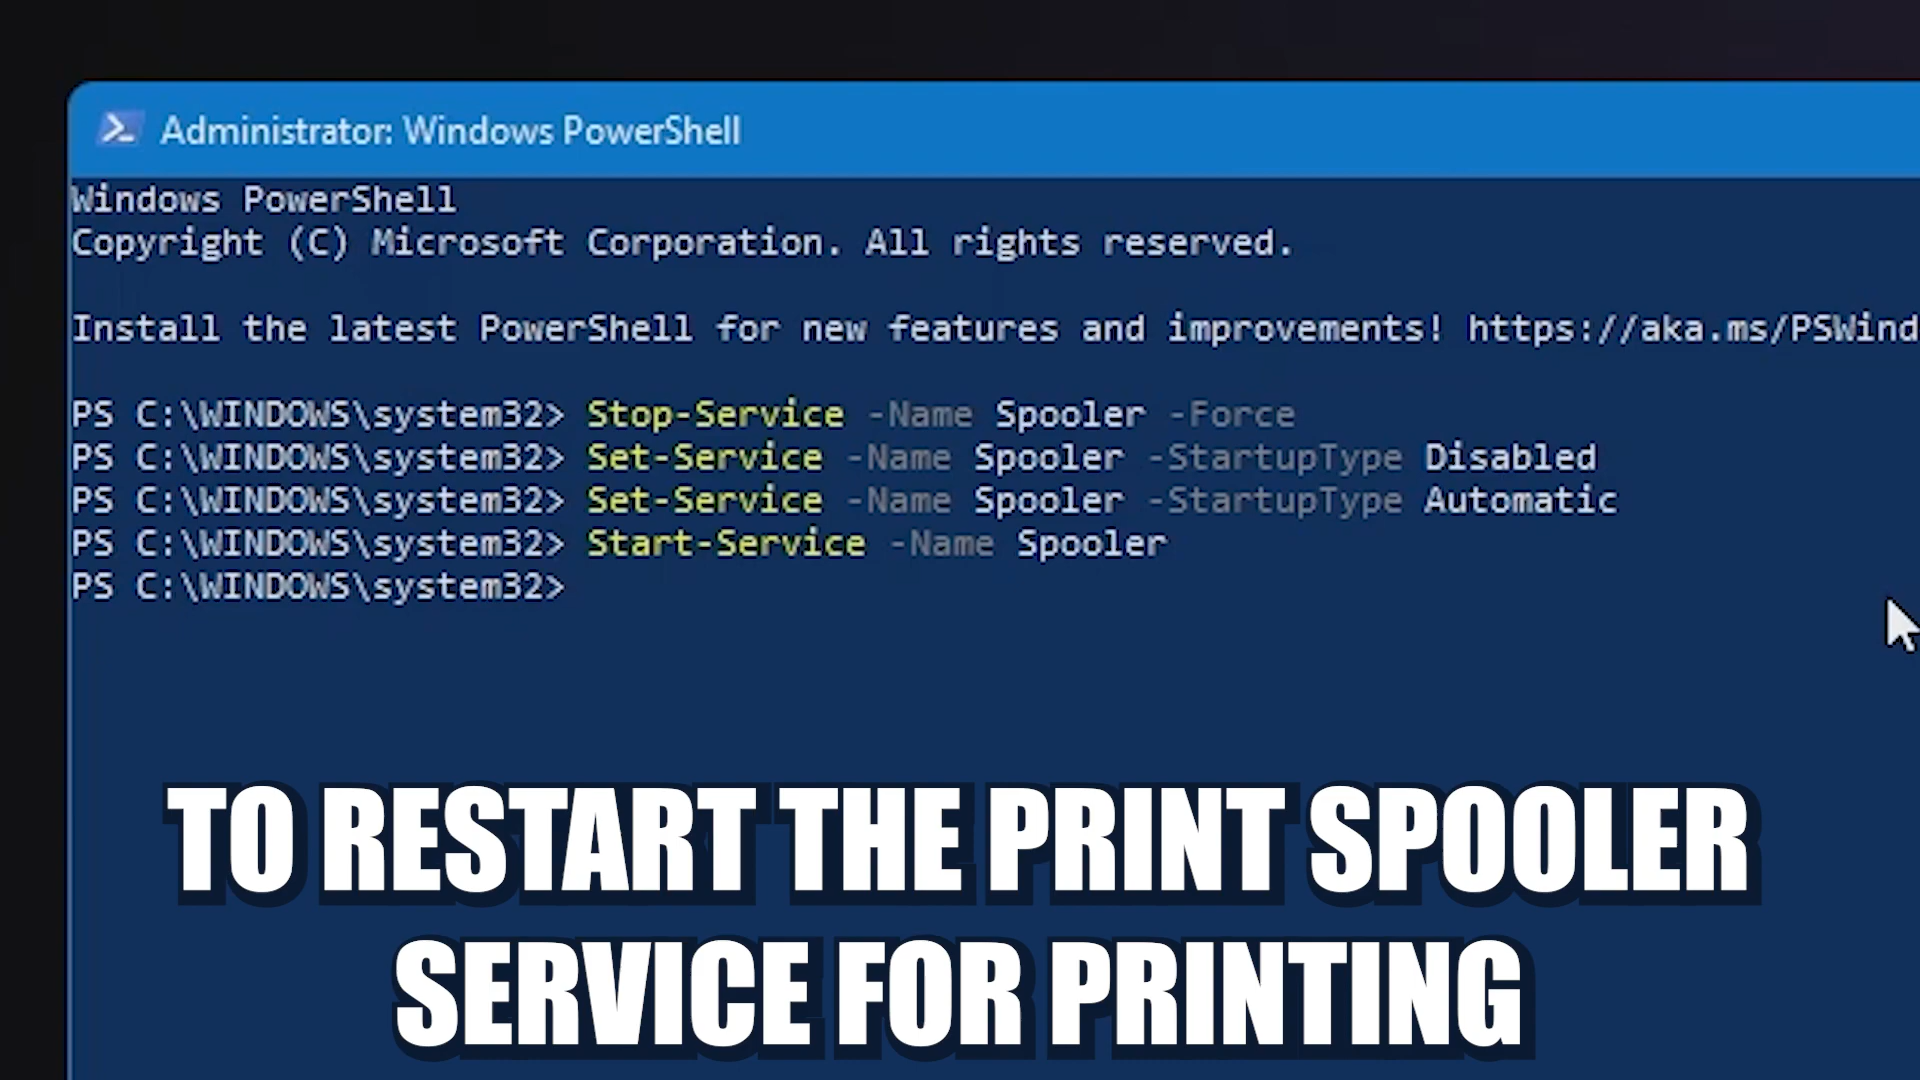 Administrator: Windows PowerShell
Windows PowerShell
Copyright (C) Microsoft Corporation. All rights reserved.
Install the latest PowerShell for new features and improvements! https://aka.ms/PSWind
PS C:\WINDOWS\system32> Stop-Service -Name Spooler -Force
PS C:\WINDOWS\system32> Set-Service -Name Spooler -StartupType Disabled
PS C:\WINDOWS\system32> Set-Service -Name Spooler -StartupType Automatic
PS C:\WINDOWS\system32> Start-Service -Name Spooler
PS C:\WINDOWS\system32>
TO RESTART THE PRINT SPOOLER
SERVICE FOR PRINTING